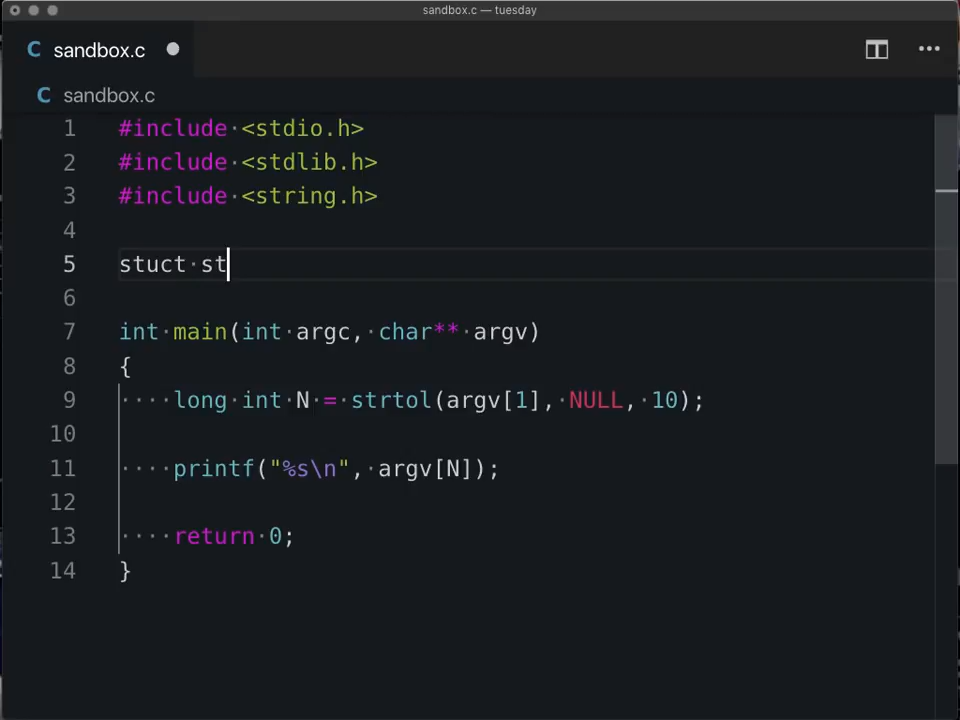 sandbox.c — tuesday
C sandbox.c
C sandbox.c
1 #include <stdio.h>
2 #include <stdlib.h>
3 #include <string.h>
4
5 stuct st
6
7 int main(int argc, char** argv)
8 {
9     long int N = strtol(argv[1], NULL, 10);
10
11     printf("%s\n", argv[N]);
12
13     return 0;
14 }